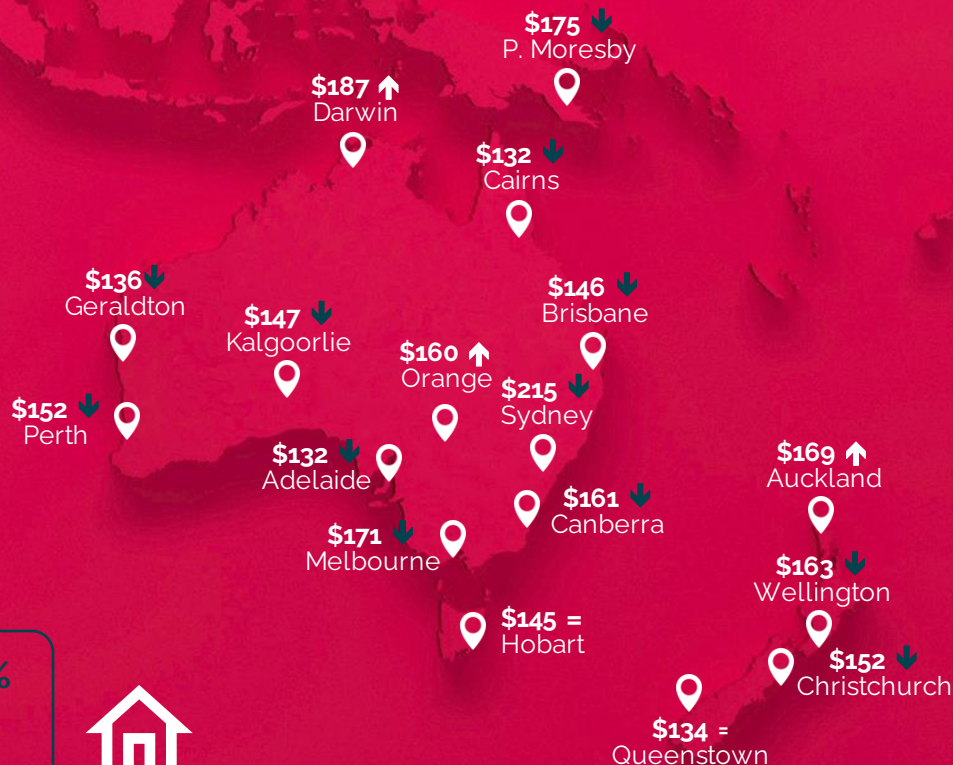 $175 ↓
P. Moresby
$187 ↑
Darwin
$132 ↓
Cairns
$136 ↓
Geraldton
$147 ↓
Kalgoorlie
$146 ↓
Brisbane
$160 ↑
Orange
$215 ↓
Sydney
$152 ↓
Perth
$132 ↓
Adelaide
$161 ↓
Canberra
$171 ↓
Melbourne
$169 ↑
Auckland
$163 ↓
Wellington
$145 =
Hobart
$152 ↓
Christchurch
%
$134 =
Queenstown